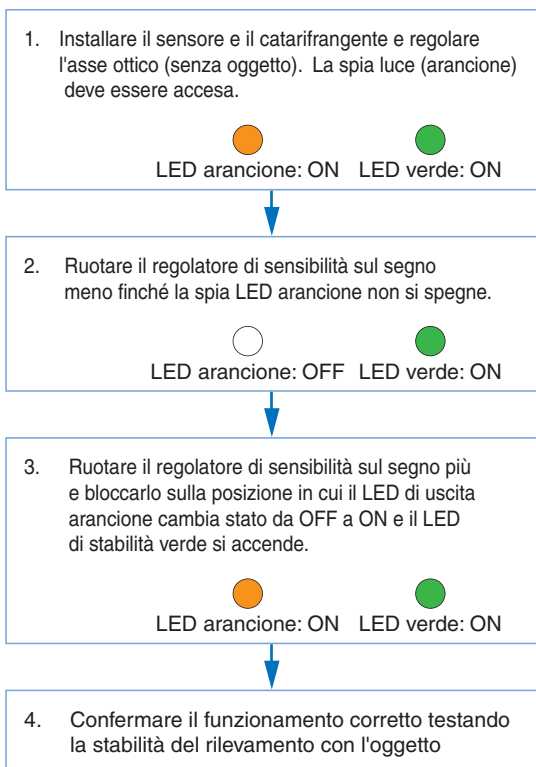 1. Installare il sensore e il catarifrangente e regolare
l'asse ottico (senza oggetto). La spia luce (arancione)
deve essere accesa.
LED arancione: ON LED verde: ON
2. Ruotare il regolatore di sensibilità sul segno
meno finché la spia LED arancione non si spegne.
LED arancione: OFF LED verde: ON
3. Ruotare il regolatore di sensibilità sul segno più
e bloccarlo sulla posizione in cui il LED di uscita
arancione cambia stato da OFF a ON e il LED
di stabilità verde si accende.
LED arancione: ON LED verde: ON
4. Confermare il funzionamento corretto testando
la stabilità del rilevamento con l'oggetto